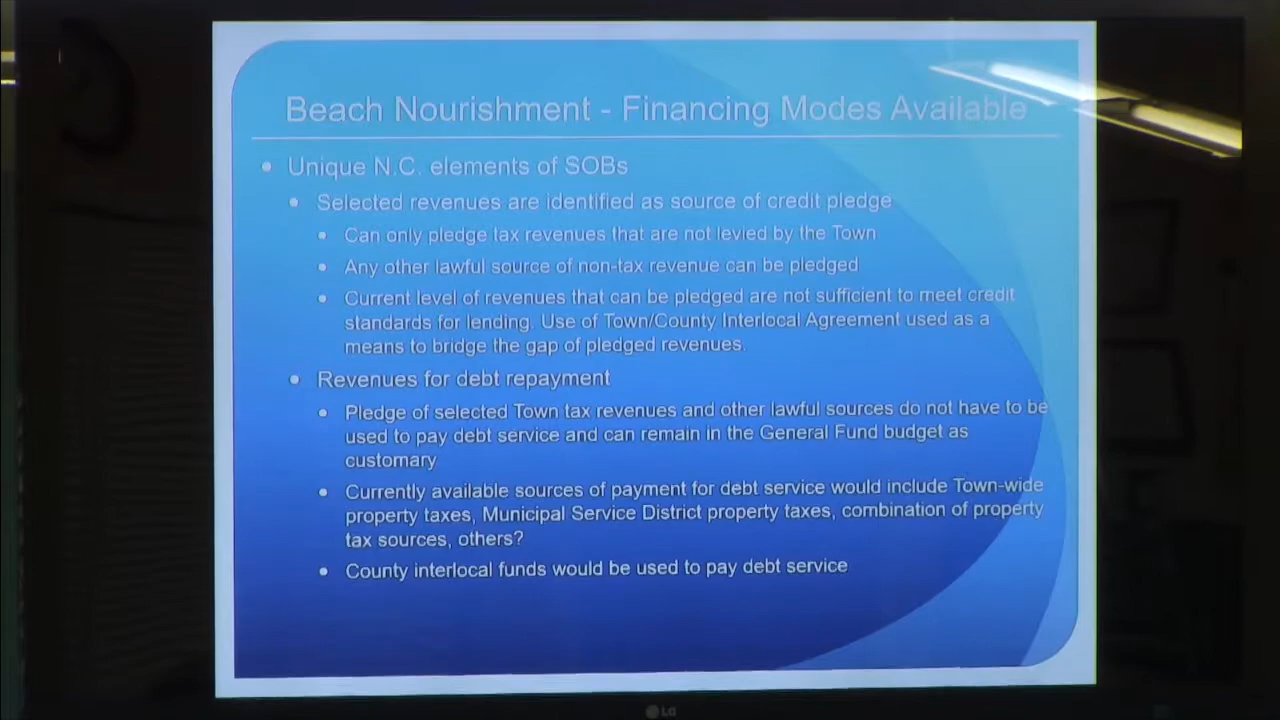 Beach Nourishment - Financing Modes Available
• Unique N.C. elements of SOBs
• Selected revenues are identified as source of credit pledge
• Can only pledge tax revenues that are not levied by the Town
• Any other lawful source of non-tax revenue can be pledged
• Current level of revenues that can be pledged are not sufficient to meet credit
standards for lending. Use of Town/County Interlocal Agreement used as a
means to bridge the gap of pledged revenues.
• Revenues for debt repayment
• Pledge of selected Town tax revenues and other lawful sources do not have to be
used to pay debt service and can remain in the General Fund budget as
customary
• Currently available sources of payment for debt service would include Town-wide
property taxes, Municipal Service District property taxes, combination of property
tax sources, others?
• County interlocal funds would be used to pay debt service
LG